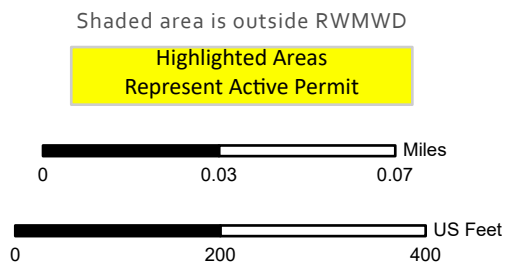 Shaded area is outside RWMWD
Highlighted Areas
Represent Active Permit
Miles
0 0.03 0.07
US Feet
0 200 400